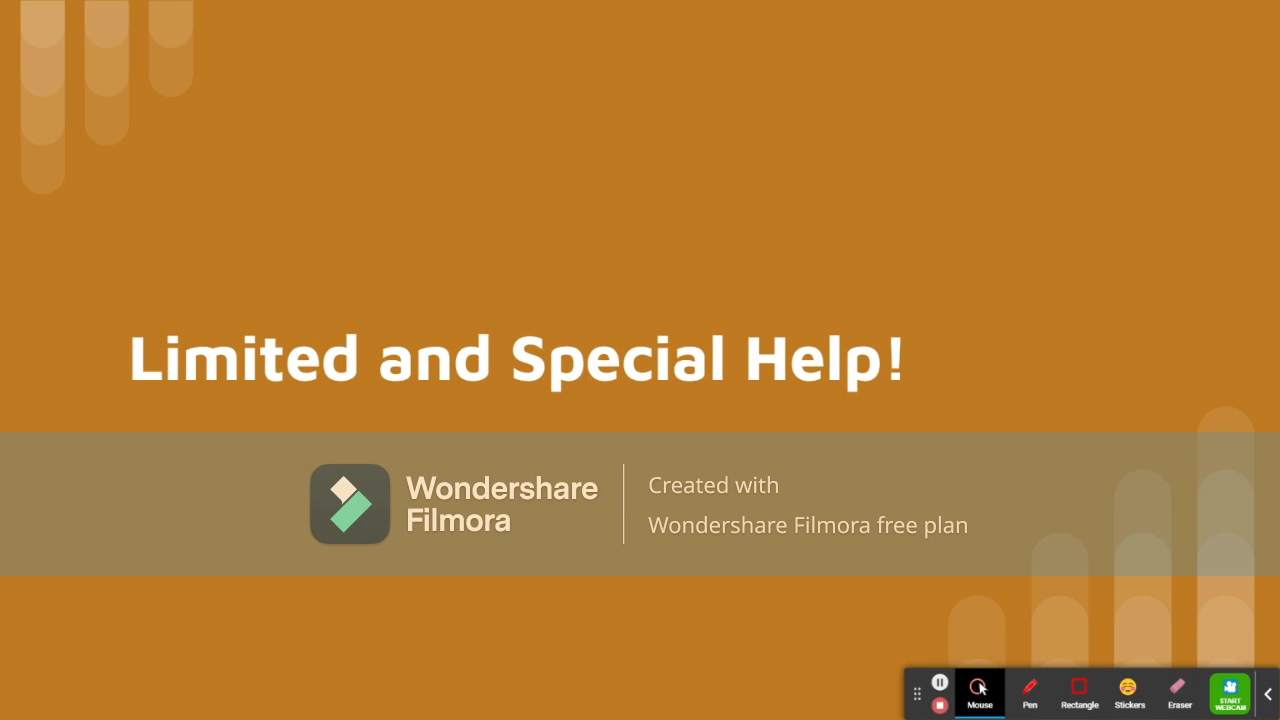 Limited and Special Help!
Wondershare
Filmora
Created with
Wondershare Filmora free plan
Mouse
Pen
Rectangle
Stickers
Eraser
START
WEBCAM